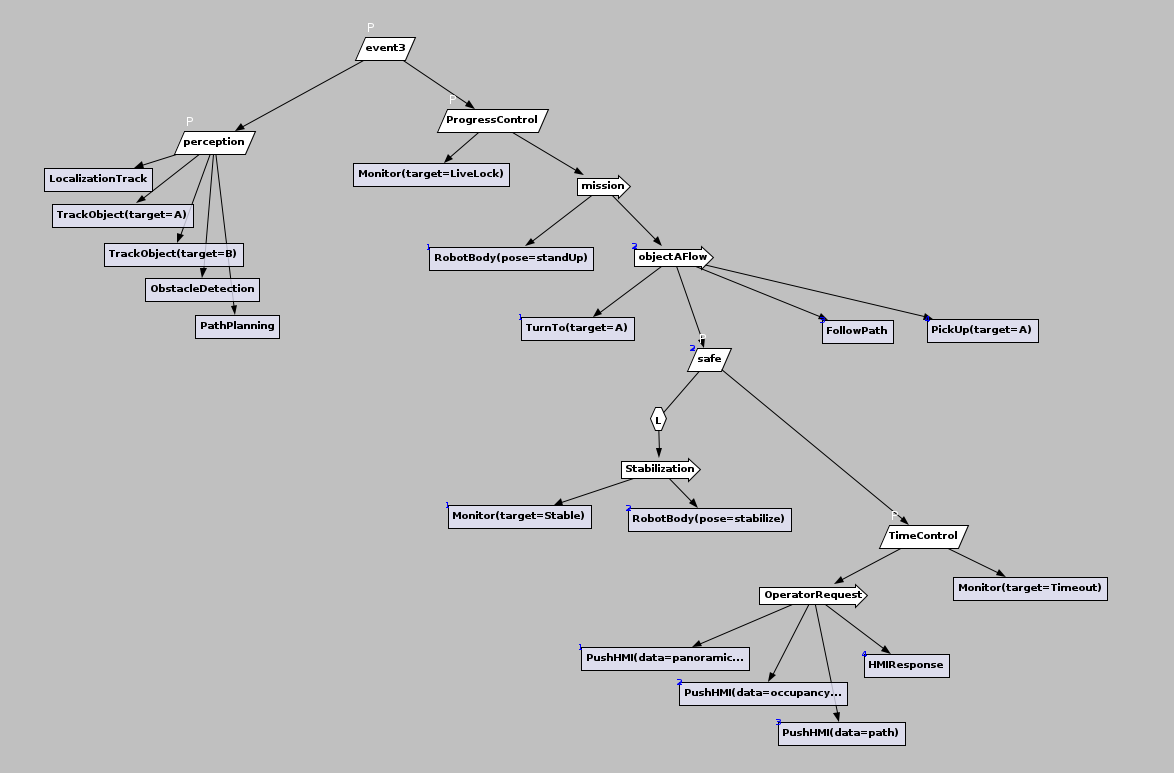 P
event3
P
ProgressControl
P
perception
Monitor(target=LiveLock)
LocalizationTrack
mission
TrackObject(target=A)
1
RobotBody(pose=standUp)
2
objectAFlow
TrackObject(target=B)
ObstacleDetection
PathPlanning
1
TurnTo(target=A)
3
FollowPath
PickUp(target=A)
P
2
safe
L
Stabilization
1
Monitor(target=Stable)
2
RobotBody(pose=stabilize)
P
TimeControl
OperatorRequest
Monitor(target=Timeout)
1
PushHMI(data=panoramic...
4
HMIResponse
2
PushHMI(data=occupancy...
3
PushHMI(data=path)